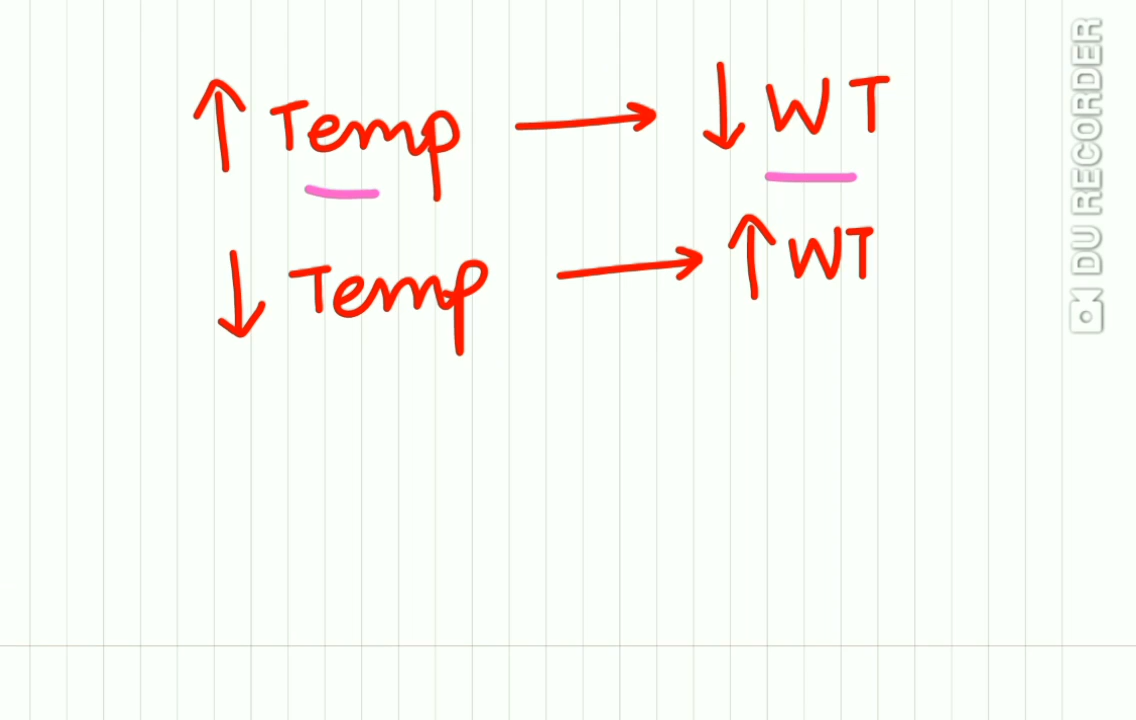 ↑ Temp → ↓ WT
↓ Temp → ↑ WT
DU RECORDER